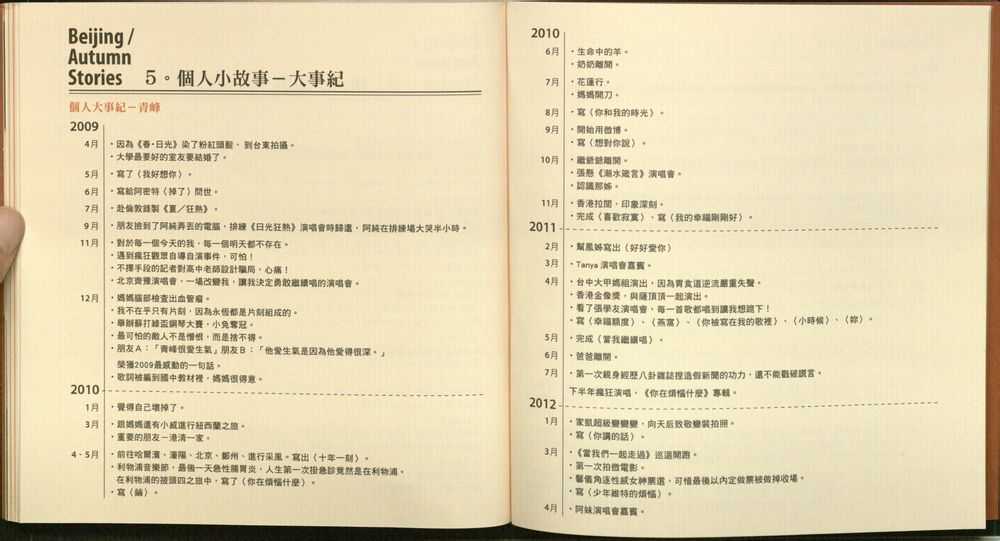 Beijing /
Autumn
Stories 5。個人小故事－大事紀
個人大事紀－青峰
2009
4月 ・因為《春・日光》染了粉紅頭髮，到台東拍攝。
・大學最要好的室友要結婚了。
5月 ・寫了〈我好想你〉。
6月 ・寫給阿密特〈掉了〉問世。
7月 ・赴倫敦錄製《夏／狂熱》。
9月 ・朋友撿到了阿純弄丟的電腦，排練《日光狂熱》演唱會時歸還，阿純在排練場大哭半小時。
11月 ・對於每一個今天的我，每一個明天都不存在。
・遇到瘋狂觀眾自導自演事件，可怕！
・不擇手段的記者對高中老師設計騙局，心痛！
・北京齊豫演唱會，一場改變我，讓我決定勇敢繼續唱的演唱會。
12月 ・媽媽腦部檢查出血管瘤。
・我不在乎只有片刻，因為永恆都是片刻組成的。
・舉辦蘇打綠盃鋼琴大賽，小兔奪冠。
・最可怕的敵人不是憎恨，而是捨不得。
・朋友A：「青峰很愛生氣」朋友B：「他愛生氣是因為他愛得很深。」
榮獲2009最感動的一句話。
・歌詞被編到國中教材裡，媽媽很得意。
2010
1月 ・覺得自己壞掉了。
3月 ・跟媽媽還有小威進行紐西蘭之旅。
・重要的朋友－港清一家。
4、5月 ・前往哈爾濱、瀋陽、北京、鄭州、進行采風。寫出〈十年一刻〉。
・利物浦音樂節，最後一天急性腸胃炎，人生第一次掛急診竟然是在利物浦。
在利物浦的披頭四之旅中，寫了〈你在煩惱什麼〉。
・寫〈繭〉。
2010
6月 ・生命中的羊。
・奶奶離開。
7月 ・花蓮行。
・媽媽開刀。
8月 ・寫〈你和我的時光〉。
9月 ・開始用微博。
・寫〈想對你說〉。
10月 ・繼爺爺離開。
・張懸《潮水箴言》演唱會。
・認識那姊。
11月 ・香港拉闊，印象深刻。
・完成〈喜歡寂寞〉、寫〈我的幸福剛剛好〉。
2011
2月 ・幫鳳姊寫出〈好好愛你〉
3月 ・Tanya 演唱會嘉賓。
4月 ・台中大甲媽祖演出，因為胃食道逆流嚴重失聲。
・香港金像獎，與薩頂頂一起演出。
・看了張學友演唱會，每一首歌都唱到讓我想跪下！
・寫〈幸福額度〉、〈燕窩〉、〈你被寫在我的歌裡〉、〈小時候〉、〈妳〉。
5月 ・完成〈當我繼續唱〉。
6月 ・爸爸離開。
7月 ・第一次親身經歷八卦雜誌捏造假新聞的功力，還不能戳破謊言。
下半年瘋狂演唱，《你在煩惱什麼》專輯。
2012
1月 ・家凱超級變變變，向天后致敬變裝拍照。
・寫〈你講的話〉。
3月 ・《當我們一起走過》巡迴開跑。
・第一次拍微電影。
・馨儀角逐性感女神票選，可惜最後以內定做票被做掉收場。
・寫〈少年維特的煩惱〉。
4月 ・阿妹演唱會嘉賓。